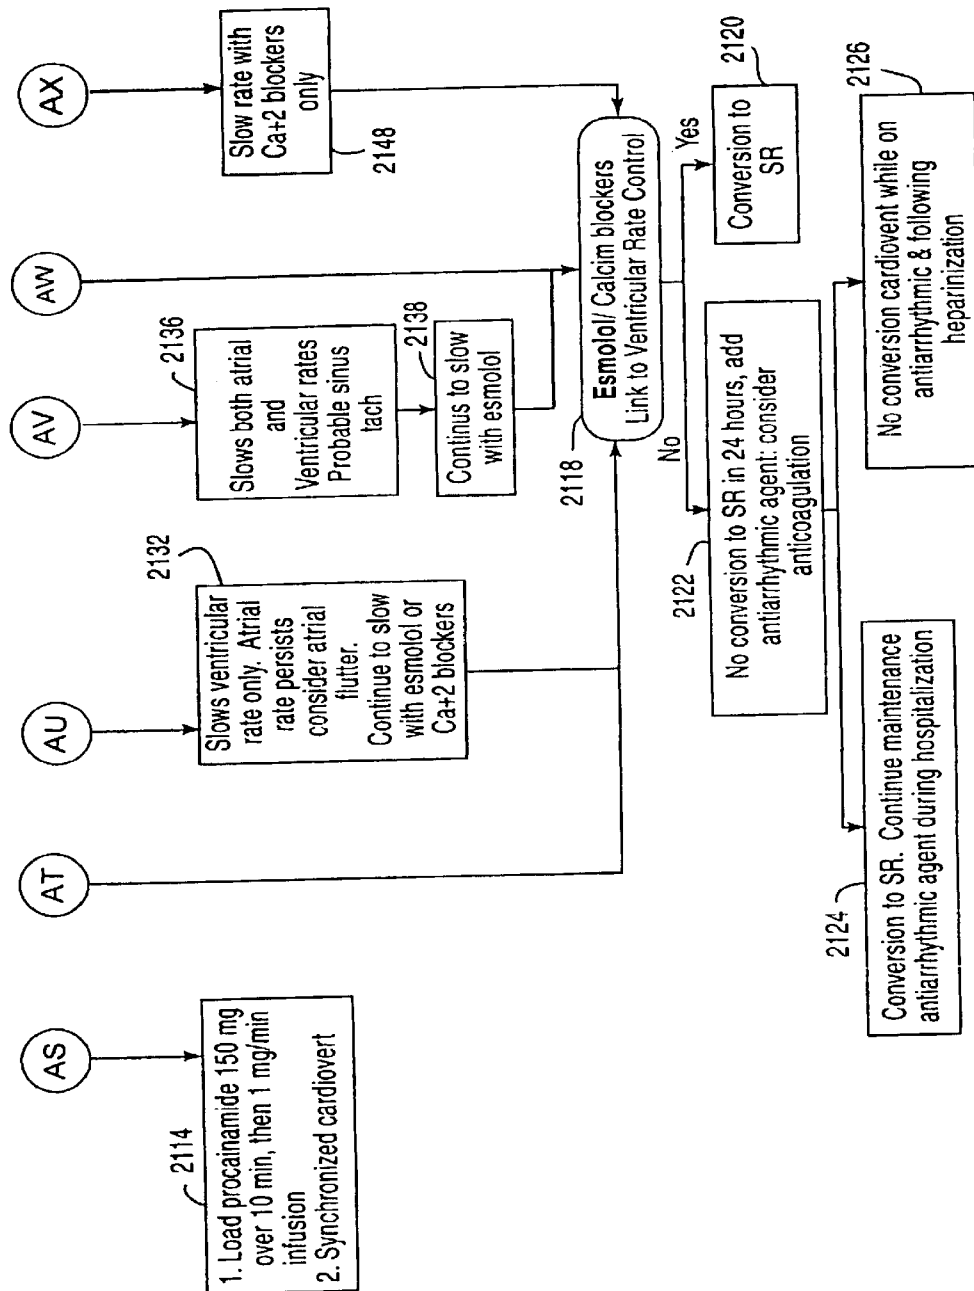 AS
AT
AU
AV
AW
AX
2114
1. Load procainamide 150 mg
over 10 min, then 1 mg/min
infusion
2. Synchronized cardiovert
2132
Slows ventricular
rate only. Atrial
rate persists
consider atrial
flutter.
Continue to slow
with esmolol or
Ca+2 blockers
2136
Slows both atrial
and
Ventricular rates
Probable sinus
tach
2138
Continue to slow
with esmolol
Slow rate with
Ca+2 blockers
only
2148
2118
Esmolol/ Calcim blockers
Link to Ventricular Rate Control
No
Yes
2122
No conversion to SR in 24 hours, add
antiarrhythmic agent: consider
anticoagulation
2120
Conversion to
SR
2124
Conversion to SR. Continue maintenance
antiarrhythmic agent during hospitalization
2126
No conversion cardiovent while on
antiarrhythmic & following
heparinization